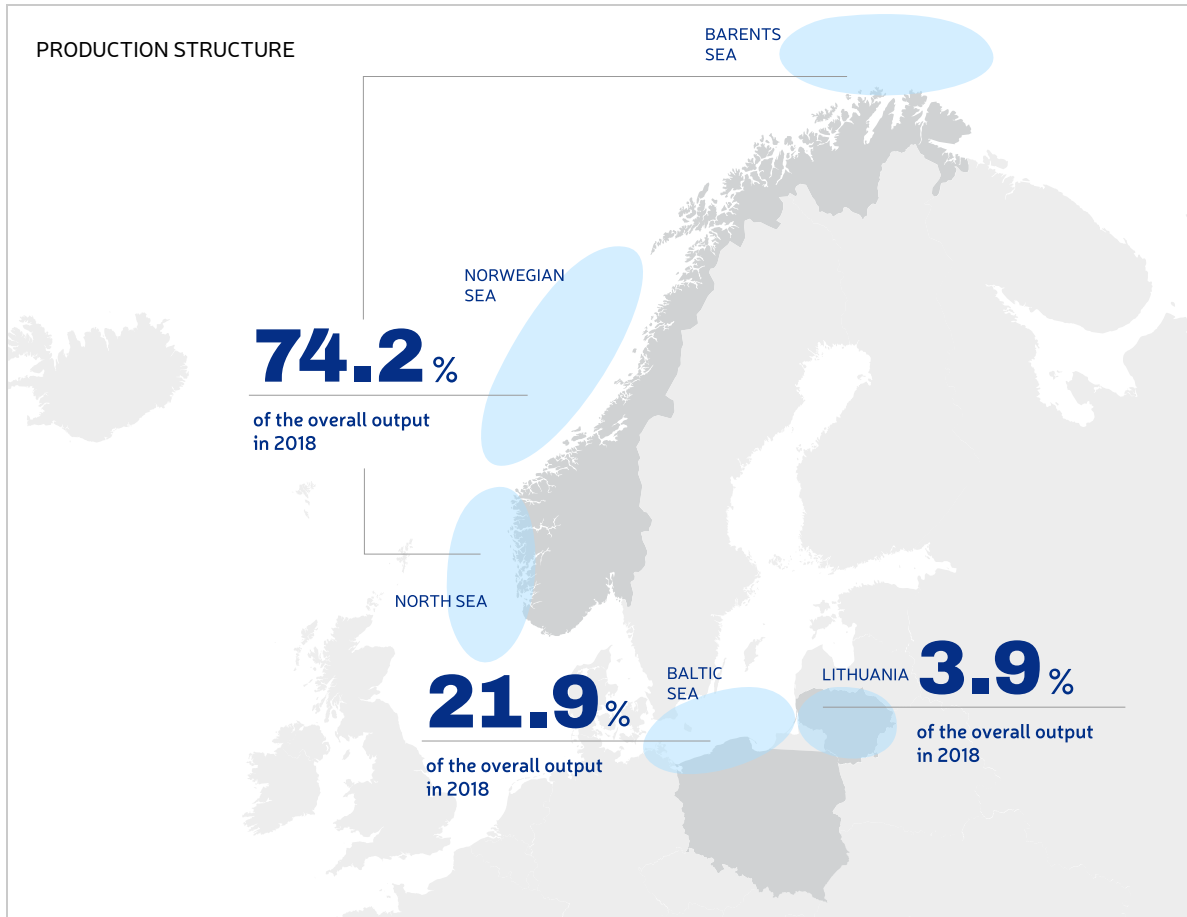 PRODUCTION STRUCTURE
BARENTS
SEA
NORWEGIAN
SEA
74.2 %
of the overall output
in 2018
NORTH SEA
21.9 %
of the overall output
in 2018
BALTIC
SEA
LITHUANIA
3.9 %
of the overall output
in 2018